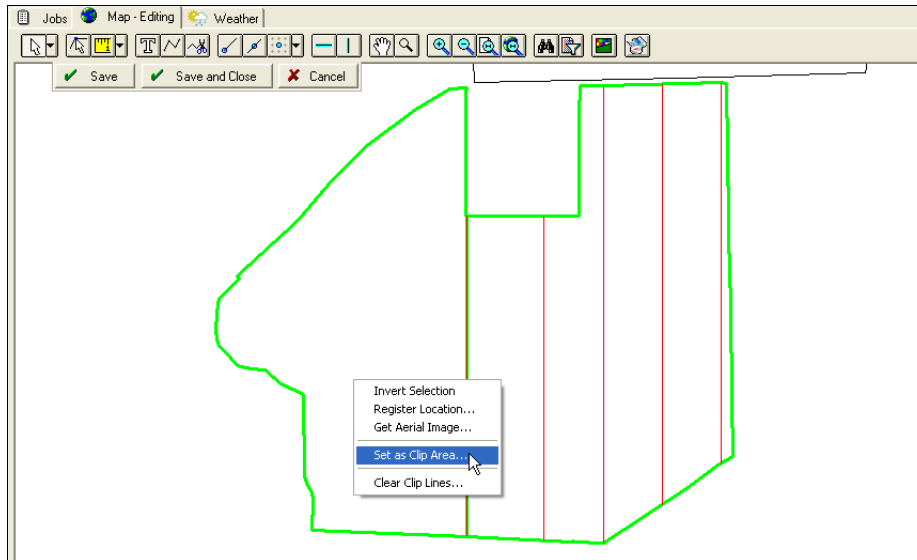 Jobs Map - Editing Weather
Save Save and Close Cancel
Invert Selection
Register Location...
Get Aerial Image...
Set as Clip Area...
Clear Clip Lines...